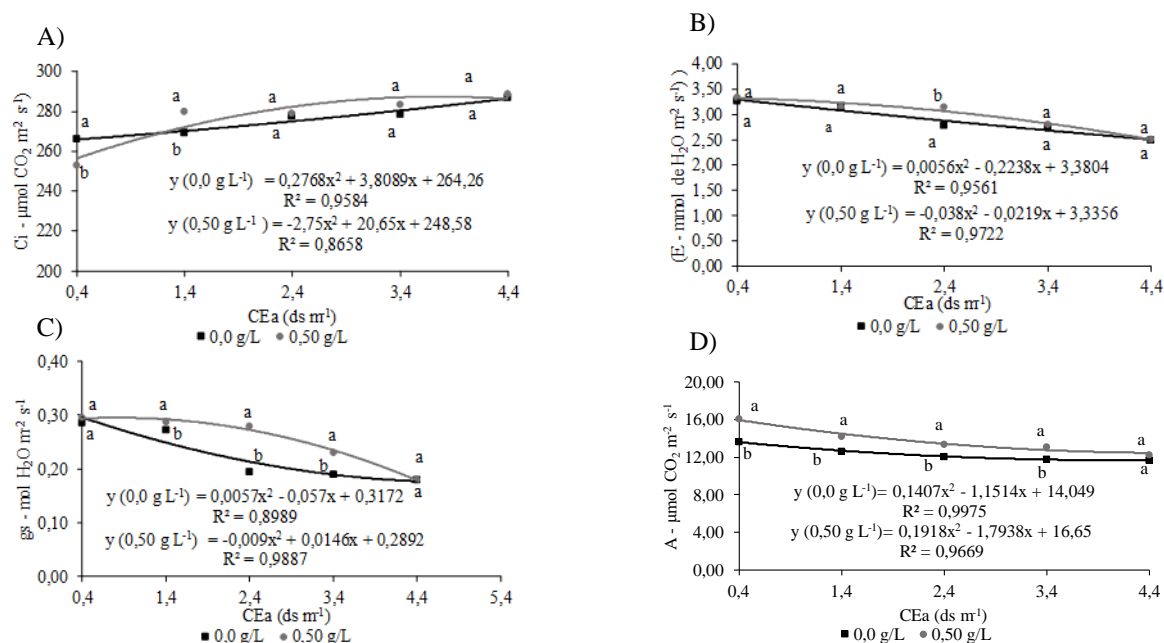 A)
Ci - µmol CO₂ m² s⁻¹)
300
280
260
240
220
200
a
a
a
a
a
b
b
a
a
y (0,0 g L⁻¹) = 0,2768x² + 3,8089x + 264,26
R² = 0,9584
y (0,50 g L⁻¹) = -2,75x² + 20,65x + 248,58
R² = 0,8658
0,4
1,4
2,4
3,4
4,4
CEa (ds m⁻¹)
0,0 g/L
0,50 g/L
B)
(E - mmol de H₂O m² s⁻¹) )
4,00
3,50
3,00
2,50
2,00
1,50
1,00
0,50
0,00
a
a
b
a
a
a
a
a
a
a
y (0,0 g L⁻¹) = 0,0056x² - 0,2238x + 3,3804
R² = 0,9561
y (0,50 g L⁻¹) = -0,038x² - 0,0219x + 3,3356
R² = 0,9722
0,4
1,4
2,4
3,4
4,4
CEa (ds m⁻¹)
0,0 g/L
0,50 g/L
C)
gs - mol H₂O m² s⁻¹
0,40
0,30
0,20
0,10
0,00
a
a
a
a
a
a
b
b
b
a
y (0,0 g L⁻¹) = 0,0057x² - 0,057x + 0,3172
R² = 0,8989
y (0,50 g L⁻¹) = -0,009x² + 0,0146x + 0,2892
R² = 0,9887
0,4
1,4
2,4
3,4
4,4
5,4
CEa (ds m⁻¹)
0,0 g/L
0,50 g/L
D)
A - µmol CO₂ m⁻² s⁻¹
20,00
16,00
12,00
8,00
4,00
0,00
a
a
a
a
a
b
b
b
b
a
y (0,0 g L⁻¹)= 0,1407x² - 1,1514x + 14,049
R² = 0,9975
y (0,50 g L⁻¹)= 0,1918x² - 1,7938x + 16,65
R² = 0,9669
0,4
1,4
2,4
3,4
4,4
CEa (ds m⁻¹)
0,0 g/L
0,50 g/L